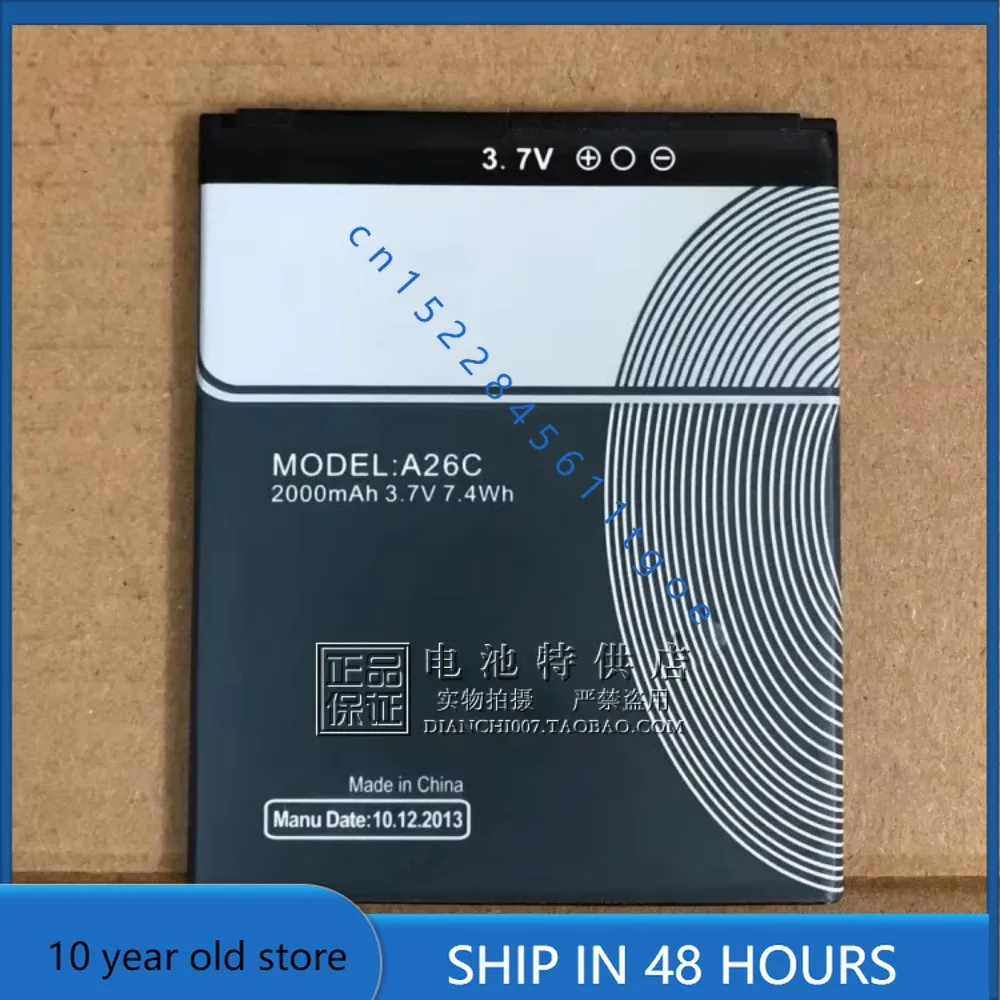 3.7V ⊕ ○ ⊖
cn1522845611tgoe
MODEL:A26C
2000mAh 3.7V 7.4Wh
正品保证
电池特供店
实物拍摄 严禁盗用
DIANCHI007.TAOBAO.COM
Made in China
Manu Date:10.12.2013
10 year old store
SHIP IN 48 HOURS